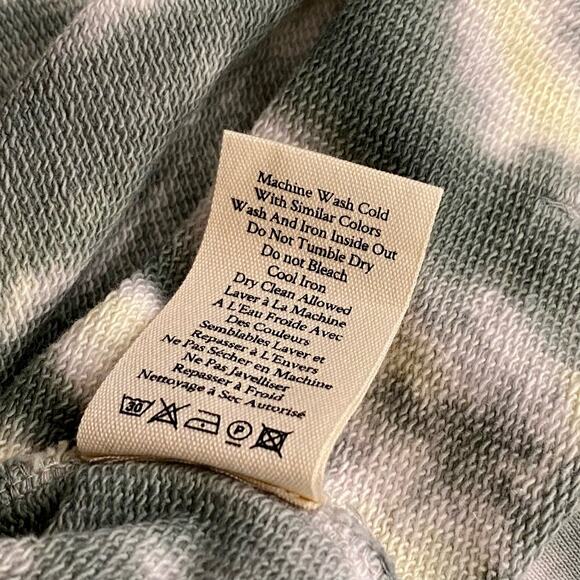 Machine Wash Cold
With Similar Colors
Wash And Iron Inside Out
Do Not Tumble Dry
Do not Bleach
Cool Iron
Dry Clean Allowed
Laver à La Machine
A L'Eau Froide Avec
Des Couleurs
Semblables Laver et
Repasser à L'Envers
Ne Pas Sécher en Machine
Ne Pas Javelliser
Repasser à Froid
Nettoyage à Sec Autorisé
30 P